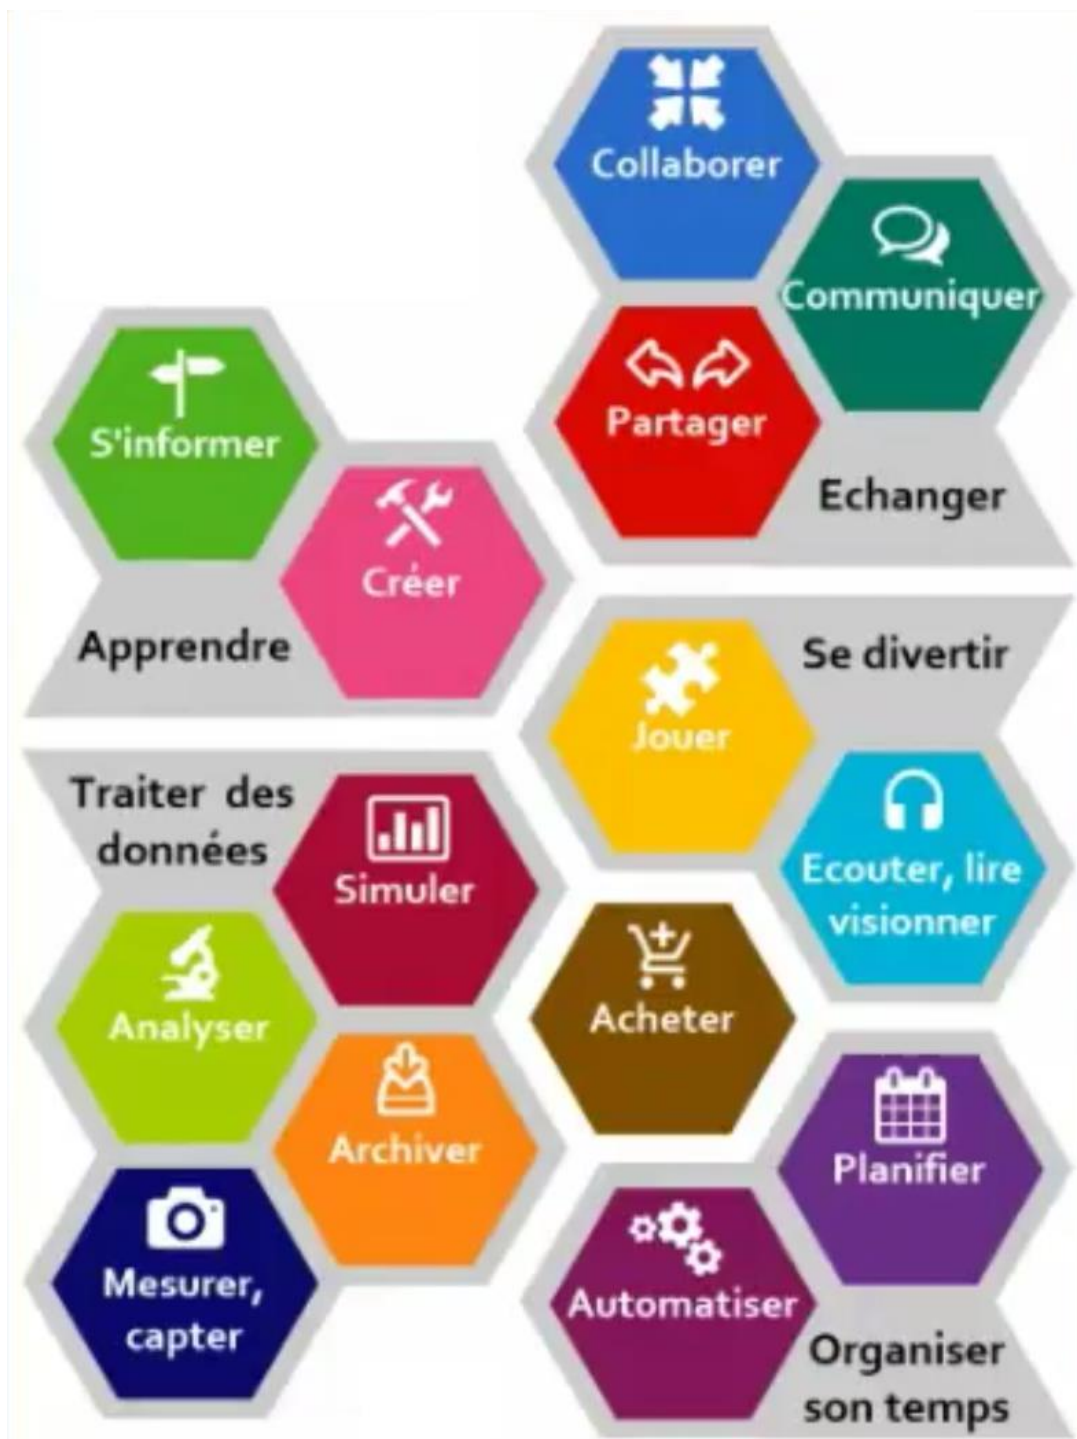 Collaborer
Communiquer
Partager
Echanger
S'informer
Créer
Apprendre
Jouer
Se divertir
Ecouter, lire
visionner
Traiter des
données
Simuler
Analyser
Archiver
Mesurer,
capter
Acheter
Planifier
Automatiser
Organiser
son temps